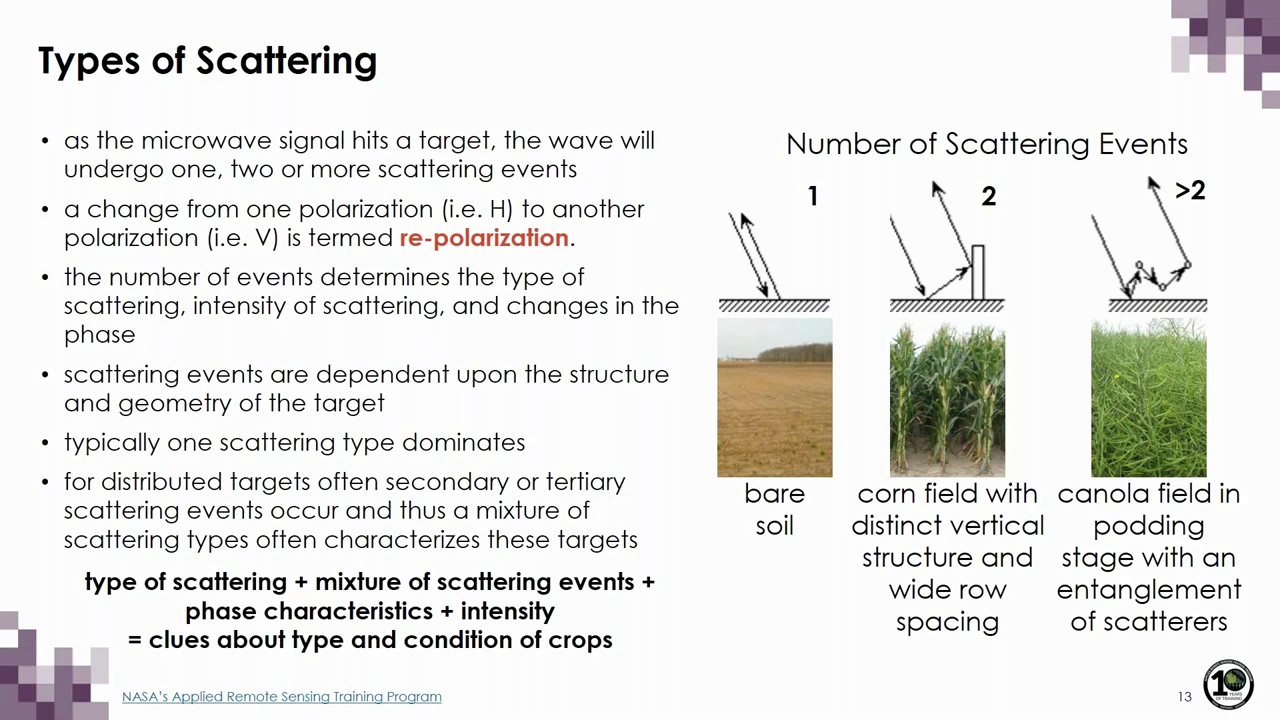 Types of Scattering
• as the microwave signal hits a target, the wave will
undergo one, two or more scattering events
• a change from one polarization (i.e. H) to another
polarization (i.e. V) is termed re-polarization.
• the number of events determines the type of
scattering, intensity of scattering, and changes in the
phase
• scattering events are dependent upon the structure
and geometry of the target
• typically one scattering type dominates
• for distributed targets often secondary or tertiary
scattering events occur and thus a mixture of
scattering types often characterizes these targets
type of scattering + mixture of scattering events +
phase characteristics + intensity
= clues about type and condition of crops
Number of Scattering Events
1
2
>2
bare
soil
corn field with
distinct vertical
structure and
wide row
spacing
canola field in
podding
stage with an
entanglement
of scatterers
NASA's Applied Remote Sensing Training Program
13
10
YEARS
OF TRAINING